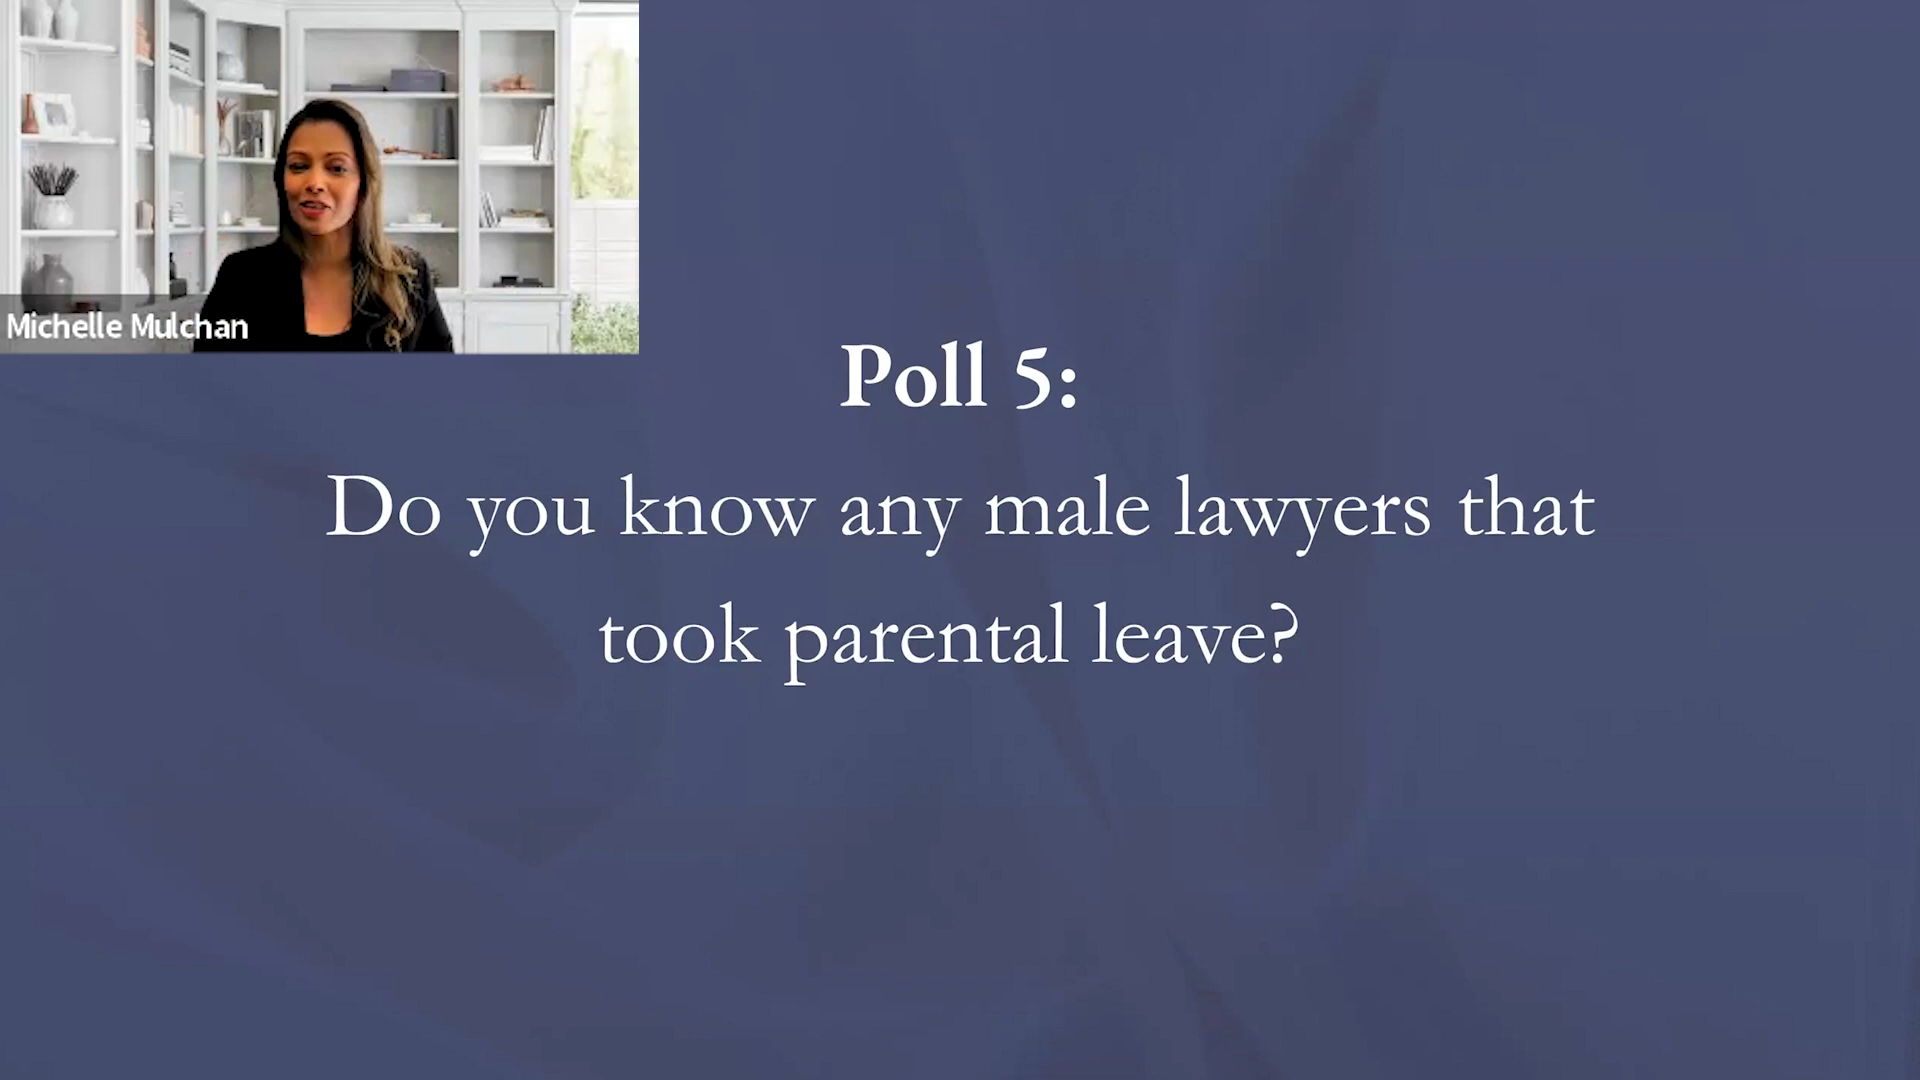 Michelle Mulchan
Poll 5:
Do you know any male lawyers that
took parental leave?